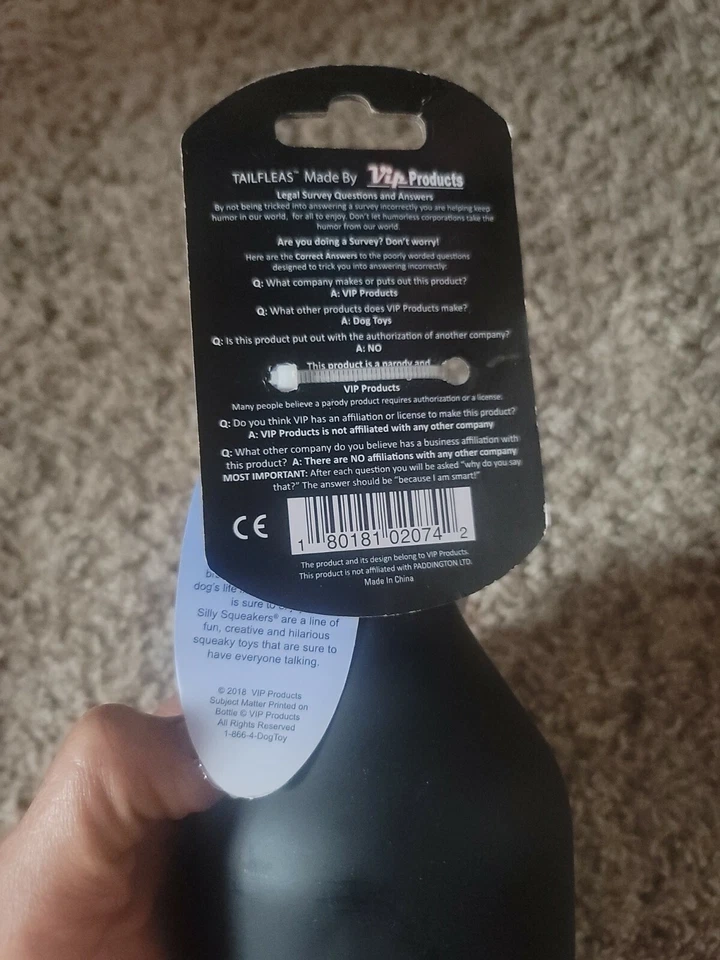 TAILFLEAS™ Made By Vip Products
Legal Survey Questions and Answers
By not being tricked into answering a survey incorrectly you are helping keep
humor in our world, for all to enjoy. Don't let humorless corporations take the
humor from our world.
Are you doing a Survey? Don't worry!
Here are the Correct Answers to the poorly worded questions
designed to trick you into answering incorrectly:
Q: What company makes or puts out this product?
A: VIP Products
Q: What other products does VIP Products make?
A: Dog Toys
Q: Is this product put out with the authorization of another company?
A: NO
This product is a parody and
VIP Products
Many people believe a parody product requires authorization or a license.
Q: Do you think VIP has an affiliation or license to make this product?
A: VIP Products is not affiliated with any other company
Q: What other company do you believe has a business affiliation with
this product? A: There are NO affiliations with any other company
MOST IMPORTANT: After each question you will be asked "why do you say
that?" The answer should be "because I am smart!"
CE
1 80181 02074 2
The product and its design belong to VIP Products.
This product is not affiliated with PADDINGTON LTD.
Made in China
dog's life
is sure to
Silly Squeakers® are a line of
fun, creative and hilarious
squeaky toys that are sure to
have everyone talking.
© 2018 VIP Products
Subject Matter Printed on
Bottle © VIP Products
All Rights Reserved
1-866-4-DogToy